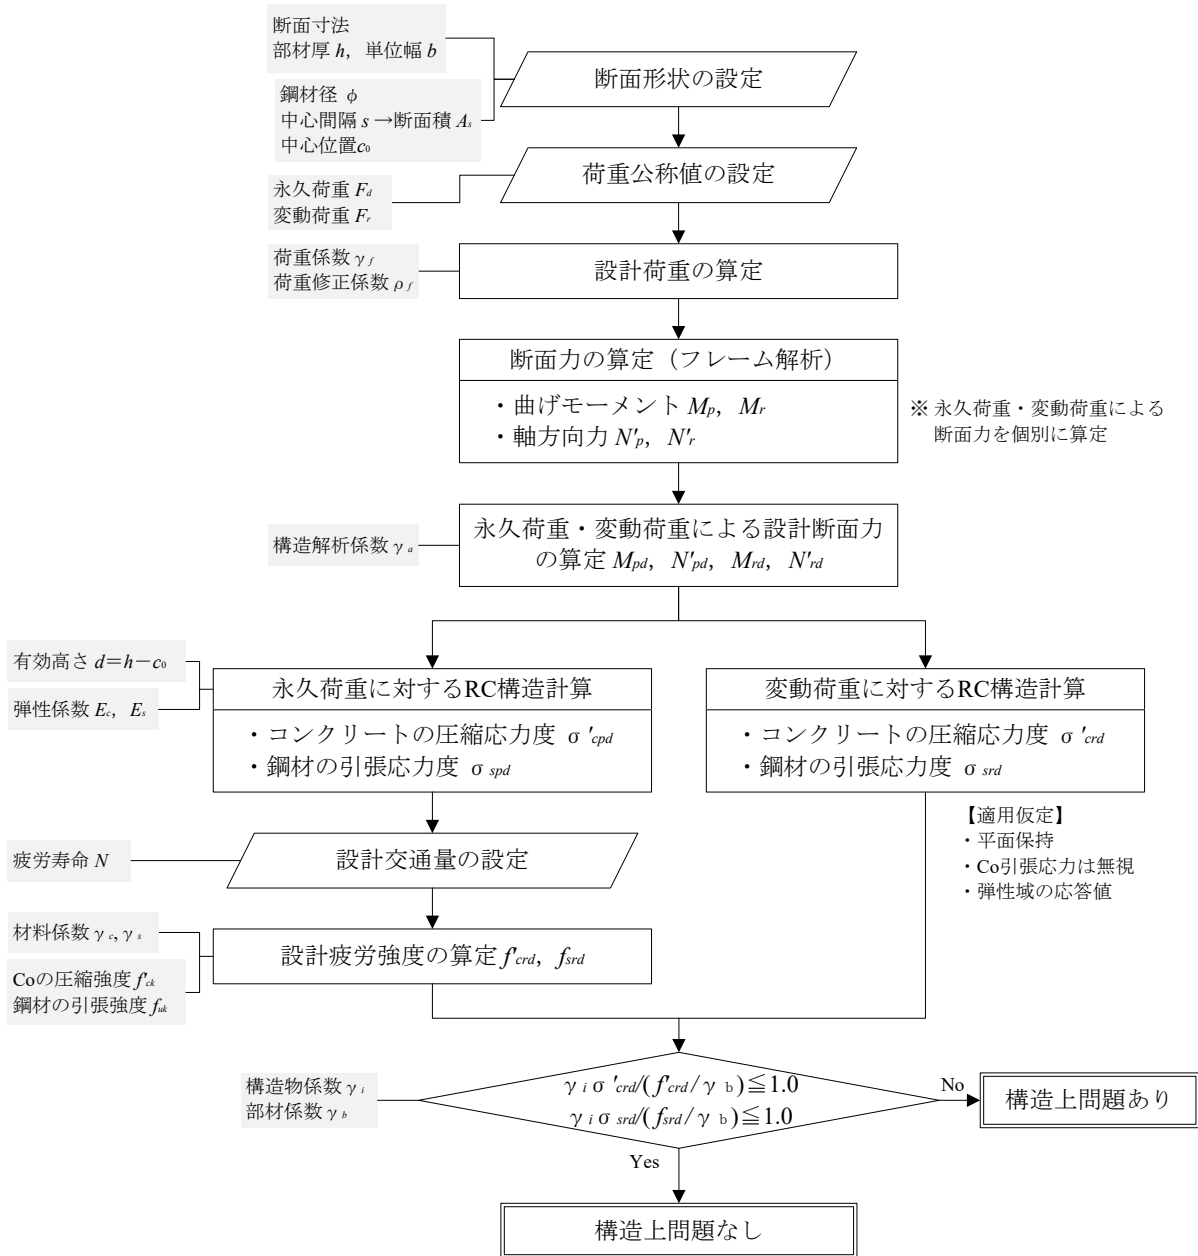 断面寸法
部材厚 h，単位幅 b
断面形状の設定
鋼材径 φ
中心間隔 s →断面積 As
中心位置c0
荷重公称値の設定
永久荷重 Fd
変動荷重 Fr
荷重係数 γf
荷重修正係数 ρf
設計荷重の算定
断面力の算定（フレーム解析）
・曲げモーメント Mp，Mr
・軸方向力 N'p，N'r
※ 永久荷重・変動荷重による
断面力を個別に算定
構造解析係数 γa
永久荷重・変動荷重による設計断面力
の算定 Mpd，N'pd，Mrd，N'rd
有効高さ d＝h－c0
弾性係数 Ec，Es
永久荷重に対するRC構造計算
・コンクリートの圧縮応力度 σ'cpd
・鋼材の引張応力度 σspd
変動荷重に対するRC構造計算
・コンクリートの圧縮応力度 σ'crd
・鋼材の引張応力度 σsrd
【適用仮定】
・平面保持
・Co引張応力は無視
・弾性域の応答値
疲労寿命 N
設計交通量の設定
材料係数 γc, γs
Coの圧縮強度 f'ck
鋼材の引張強度 fuk
設計疲労強度の算定 f'crd，fsrd
構造物係数 γi
部材係数 γb
γi σ'crd/(f'crd/γb)≦1.0
γi σsrd/(fsrd/γb)≦1.0
No
構造上問題あり
Yes
構造上問題なし